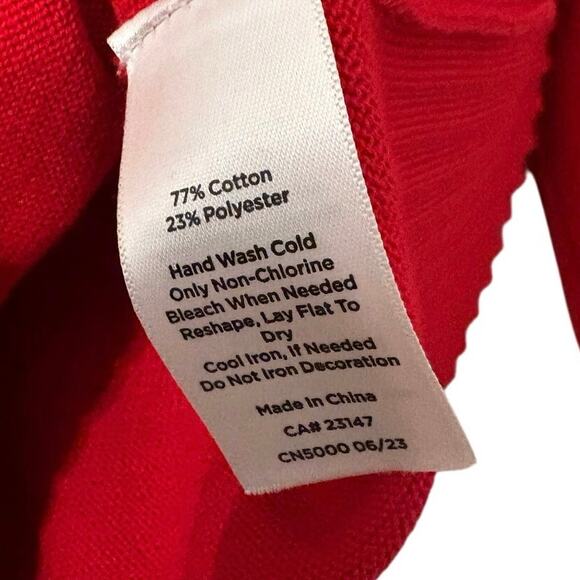 77% Cotton
23% Polyester
Hand Wash Cold
Only Non-Chlorine
Bleach When Needed
Reshape, Lay Flat To
Dry
Cool Iron, If Needed
Do Not Iron Decoration
Made In China
CA# 23147
CN5000 06/23